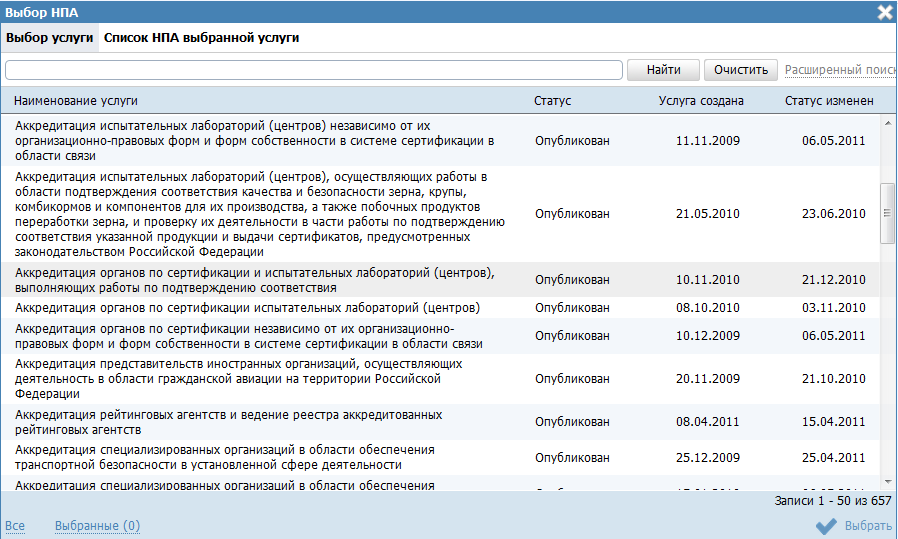 Выбор НПА
Выбор услуги Список НПА выбранной услуги
Найти Очистить Расширенный поиск
Наименование услуги Статус Услуга создана Статус изменен
Аккредитация испытательных лабораторий (центров) независимо от их
организационно-правовых форм и форм собственности в системе сертификации в
области связи
Опубликован 11.11.2009 06.05.2011
Аккредитация испытательных лабораторий (центров), осуществляющих работы в
области подтверждения соответствия качества и безопасности зерна, крупы,
комбикормов и компонентов для их производства, а также побочных продуктов
переработки зерна, и проверку их деятельности в части работы по подтверждению
соответствия указанной продукции и выдачи сертификатов, предусмотренных
законодательством Российской Федерации
Опубликован 21.05.2010 23.06.2010
Аккредитация органов по сертификации и испытательных лабораторий (центров),
выполняющих работы по подтверждению соответствия
Опубликован 10.11.2010 21.12.2010
Аккредитация органов по сертификации испытательных лабораторий (центров) Опубликован 08.10.2010 03.11.2010
Аккредитация органов по сертификации независимо от их организационно-
правовых форм и форм собственности в системе сертификации в области связи
Опубликован 10.12.2009 06.05.2011
Аккредитация представительств иностранных организаций, осуществляющих
деятельность в области гражданской авиации на территории Российской
Федерации
Опубликован 20.11.2009 21.10.2010
Аккредитация рейтинговых агентств и ведение реестра аккредитованных
рейтинговых агентств
Опубликован 08.04.2011 15.04.2011
Аккредитация специализированных организаций в области обеспечения
транспортной безопасности в установленной сфере деятельности
Опубликован 25.12.2009 25.04.2011
Аккредитация специализированных организаций в области обеспечения
Записи 1 - 50 из 657
Все Выбранные (0) Выбрать